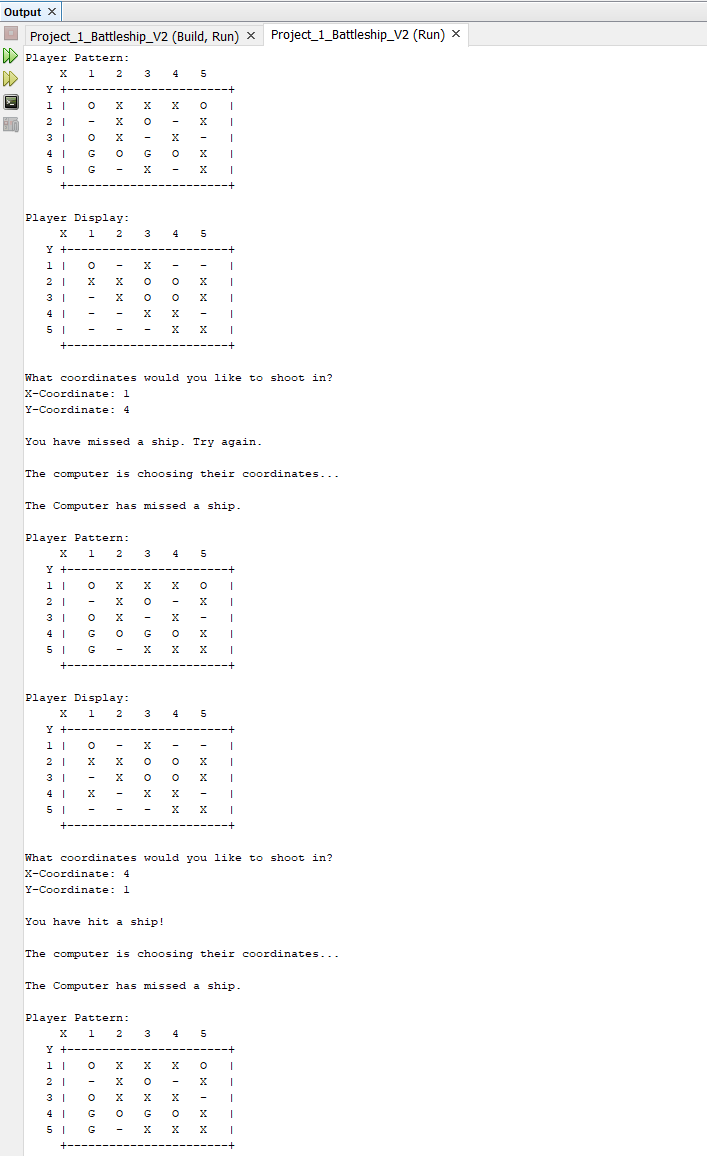 Output
Project_1_Battleship_V2 (Build, Run) Project_1_Battleship_V2 (Run)
Player Pattern:
X 1 2 3 4 5
Y +-----------------------+
1 | O X X X O |
2 | - X O - X |
3 | O X - X - |
4 | G O G O X |
5 | G - X - X |
+-----------------------+
Player Display:
X 1 2 3 4 5
Y +-----------------------+
1 | O - X - - |
2 | X X O O X |
3 | - X O O X |
4 | - - X X - |
5 | - - - X X |
+-----------------------+
What coordinates would you like to shoot in?
X-Coordinate: 1
Y-Coordinate: 4
You have missed a ship. Try again.
The computer is choosing their coordinates...
The Computer has missed a ship.
Player Pattern:
X 1 2 3 4 5
Y +-----------------------+
1 | O X X X O |
2 | - X O - X |
3 | O X - X - |
4 | G O G O X |
5 | G - X X X |
+-----------------------+
Player Display:
X 1 2 3 4 5
Y +-----------------------+
1 | O - X - - |
2 | X X O O X |
3 | - X O O X |
4 | X - X X - |
5 | - - - X X |
+-----------------------+
What coordinates would you like to shoot in?
X-Coordinate: 4
Y-Coordinate: 1
You have hit a ship!
The computer is choosing their coordinates...
The Computer has missed a ship.
Player Pattern:
X 1 2 3 4 5
Y +-----------------------+
1 | O X X X O |
2 | - X O - X |
3 | O X X X - |
4 | G O G O X |
5 | G - X X X |
+-----------------------+